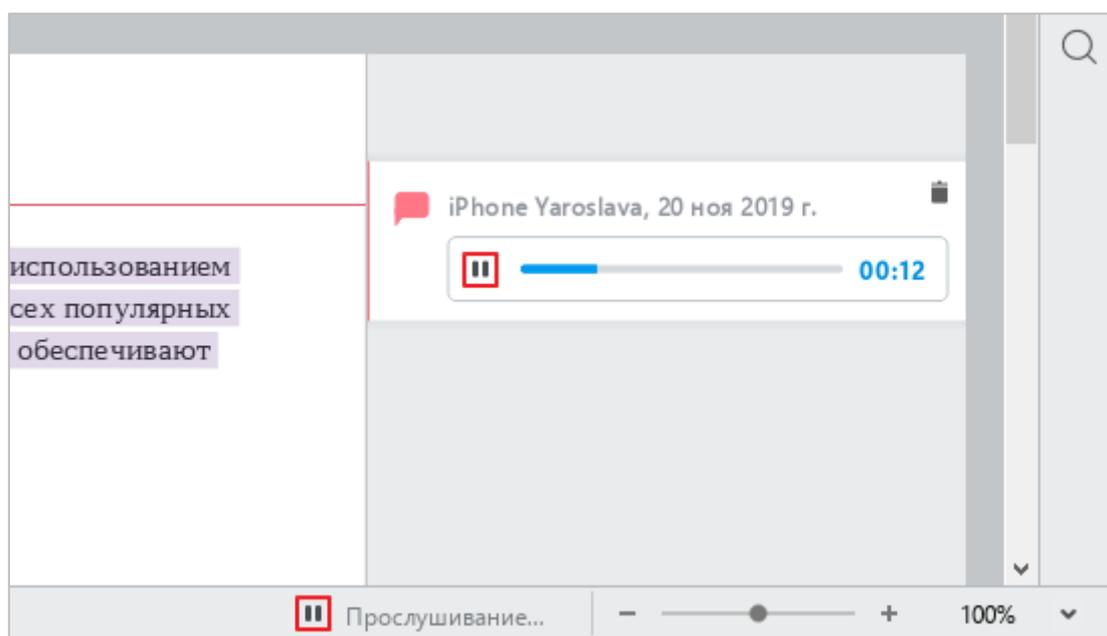 iPhone Yaroslava, 20 ноя 2019 г.
00:12
использованием
сех популярных
обеспечивают
Прослушивание...
100%